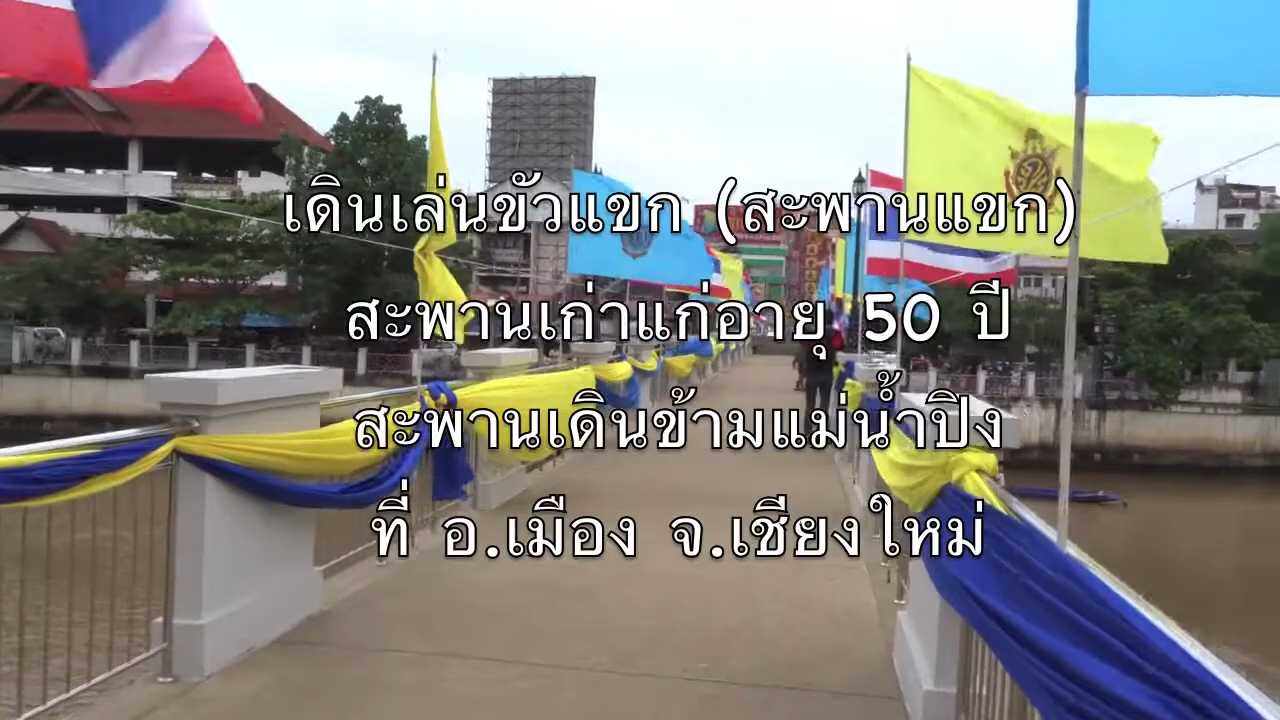 เดินเล่นขัวแขก (สะพานแขก)
สะพานเก่าแก่อายุ 50 ปี
สะพานเดินข้ามแม่น้ำปิง
ที่ อ.เมือง จ.เชียงใหม่